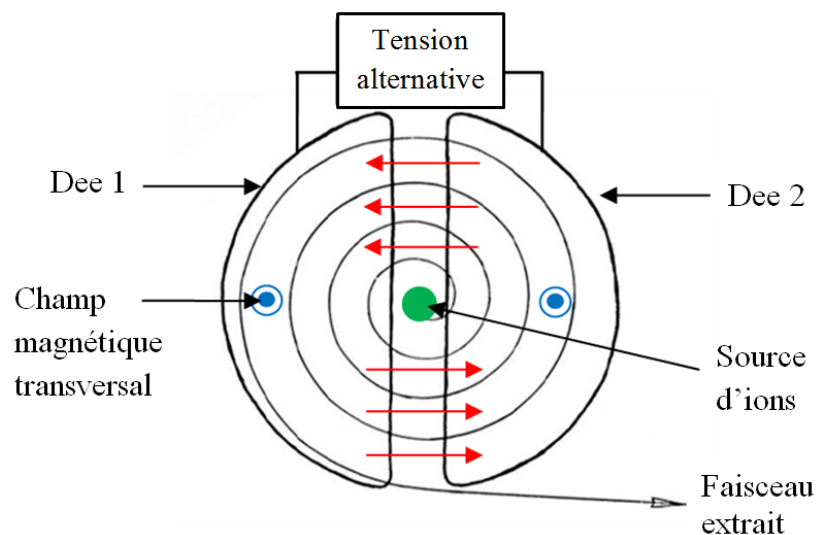 Tension
alternative
Dee 1
Dee 2
Champ
magnétique
transversal
Source
d’ions
Faisceau
extrait